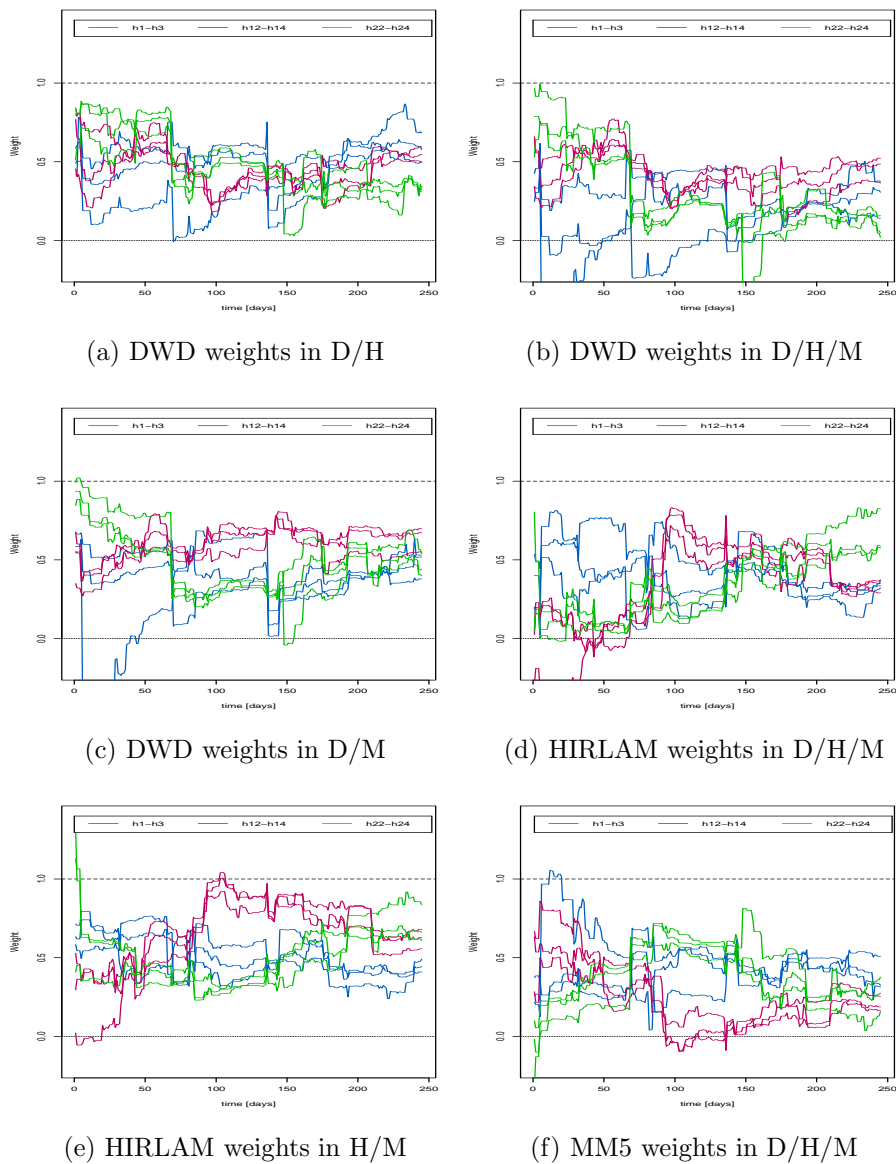 h1−h3 h12−h14 h22−h24
h1−h3 h12−h14 h22−h24
Weight
1.0
0.5
0.0
Weight
1.0
0.5
0.0
0 50 100 150 200 250
0 50 100 150 200 250
time [days]
time [days]
(a) DWD weights in D/H
(b) DWD weights in D/H/M
h1−h3 h12−h14 h22−h24
h1−h3 h12−h14 h22−h24
Weight
1.0
0.5
0.0
Weight
1.0
0.5
0.0
0 50 100 150 200 250
0 50 100 150 200 250
time [days]
time [days]
(c) DWD weights in D/M
(d) HIRLAM weights in D/H/M
h1−h3 h12−h14 h22−h24
h1−h3 h12−h14 h22−h24
Weight
1.0
0.5
0.0
Weight
1.0
0.5
0.0
0 50 100 150 200 250
0 50 100 150 200 250
time [days]
time [days]
(e) HIRLAM weights in H/M
(f) MM5 weights in D/H/M